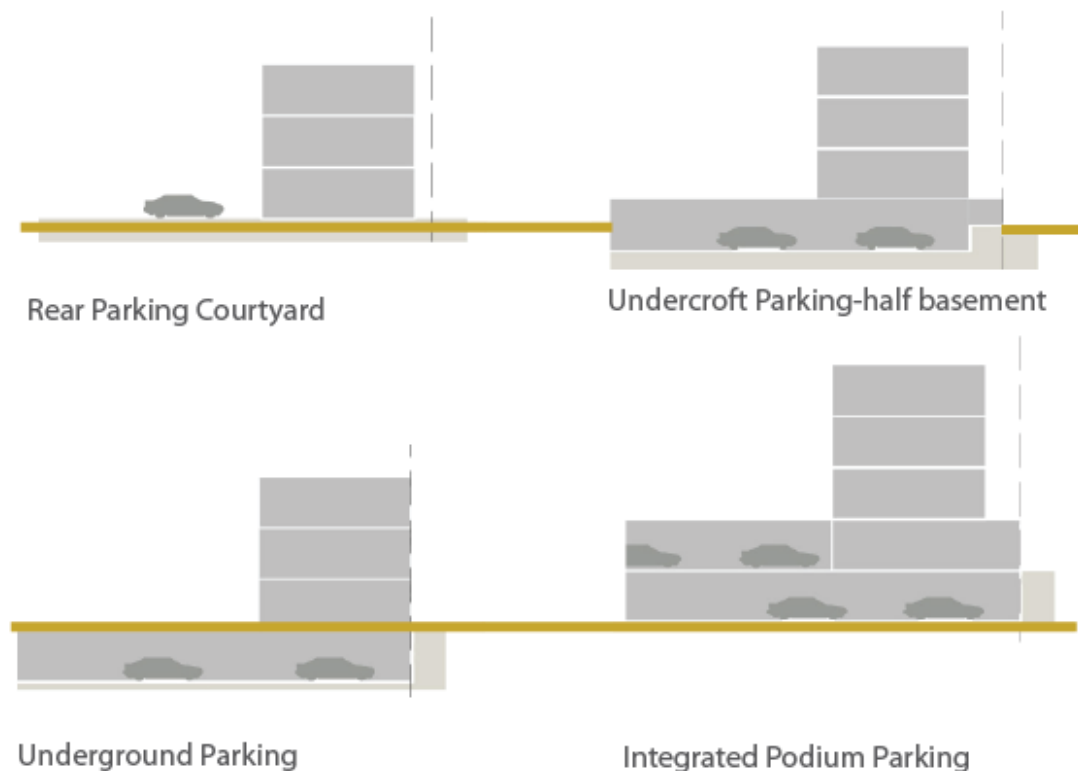 Rear Parking Courtyard
Undercroft Parking-half basement
Underground Parking
Integrated Podium Parking